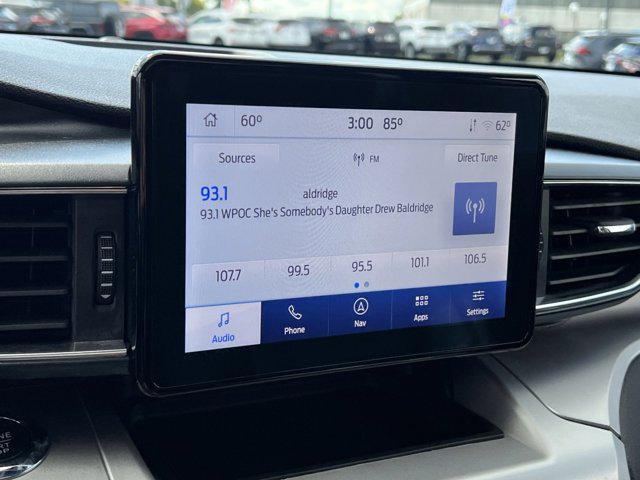 60° 3:00 85° 62°
Sources FM Direct Tune
93.1 aldridge
93.1 WPOC She's Somebody's Daughter Drew Baldridge
107.7 99.5 95.5 101.1 106.5
Audio Phone Nav Apps Settings